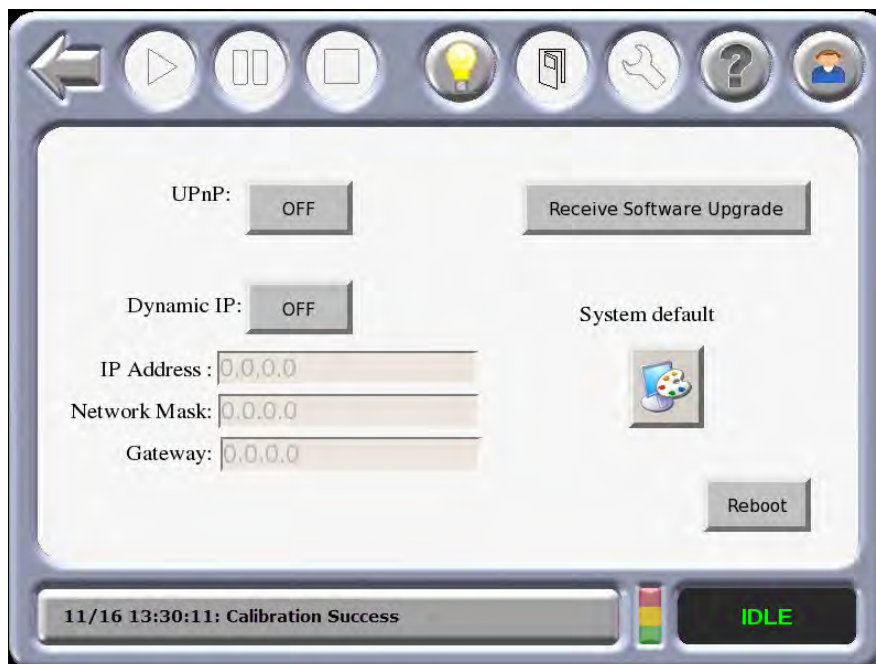 UPnP:
OFF
Receive Software Upgrade
Dynamic IP:
OFF
System default
IP Address : 0.0.0.0
Network Mask: 0.0.0.0
Gateway: 0.0.0.0
Reboot
11/16 13:30:11: Calibration Success
IDLE